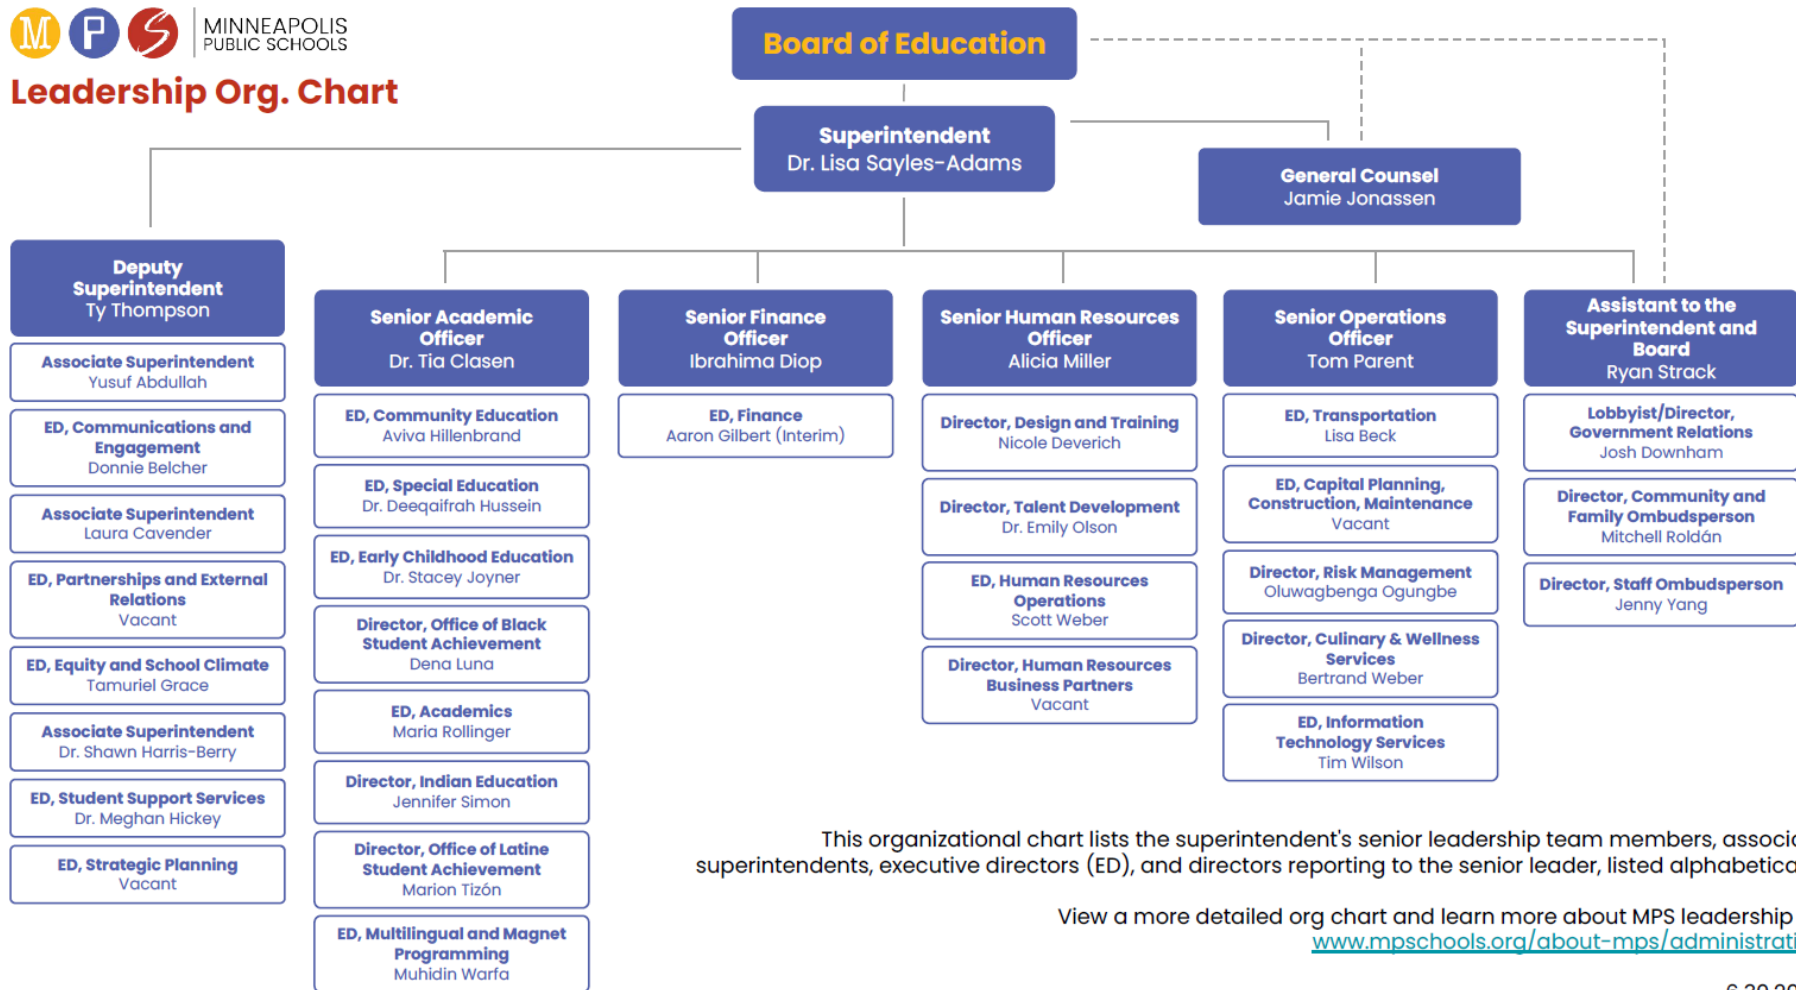 M P S
MINNEAPOLIS
PUBLIC SCHOOLS
Leadership Org. Chart
Board of Education
Superintendent
Dr. Lisa Sayles-Adams
General Counsel
Jamie Jonassen
Deputy
Superintendent
Ty Thompson
Associate Superintendent
Yusuf Abdullah
ED, Communications and
Engagement
Donnie Belcher
Associate Superintendent
Laura Cavender
ED, Partnerships and External
Relations
Vacant
ED, Equity and School Climate
Tamuriel Grace
Associate Superintendent
Dr. Shawn Harris-Berry
ED, Student Support Services
Dr. Meghan Hickey
ED, Strategic Planning
Vacant
Senior Academic
Officer
Dr. Tia Clasen
ED, Community Education
Aviva Hillenbrand
ED, Special Education
Dr. Deeqaifrah Hussein
ED, Early Childhood Education
Dr. Stacey Joyner
Director, Office of Black
Student Achievement
Dena Luna
ED, Academics
Maria Rollinger
Director, Indian Education
Jennifer Simon
Director, Office of Latine
Student Achievement
Marion Tizón
ED, Multilingual and Magnet
Programming
Muhidin Warfa
Senior Finance
Officer
Ibrahima Diop
ED, Finance
Aaron Gilbert (Interim)
Senior Human Resources
Officer
Alicia Miller
Director, Design and Training
Nicole Deverich
Director, Talent Development
Dr. Emily Olson
ED, Human Resources
Operations
Scott Weber
Director, Human Resources
Business Partners
Vacant
Senior Operations
Officer
Tom Parent
ED, Transportation
Lisa Beck
ED, Capital Planning,
Construction, Maintenance
Vacant
Director, Risk Management
Oluwagbenga Ogungbe
Director, Culinary & Wellness
Services
Bertrand Weber
ED, Information
Technology Services
Tim Wilson
Assistant to the
Superintendent and
Board
Ryan Strack
Lobbyist/Director,
Government Relations
Josh Downham
Director, Community and
Family Ombudsperson
Mitchell Roldán
Director, Staff Ombudsperson
Jenny Yang
This organizational chart lists the superintendent's senior leadership team members,
superintendents, executive directors (ED), and directors reporting to the senior leader, listed
View a more detailed org chart and learn more about MPS leadership
www.mpschools.org/about-mps/administrati